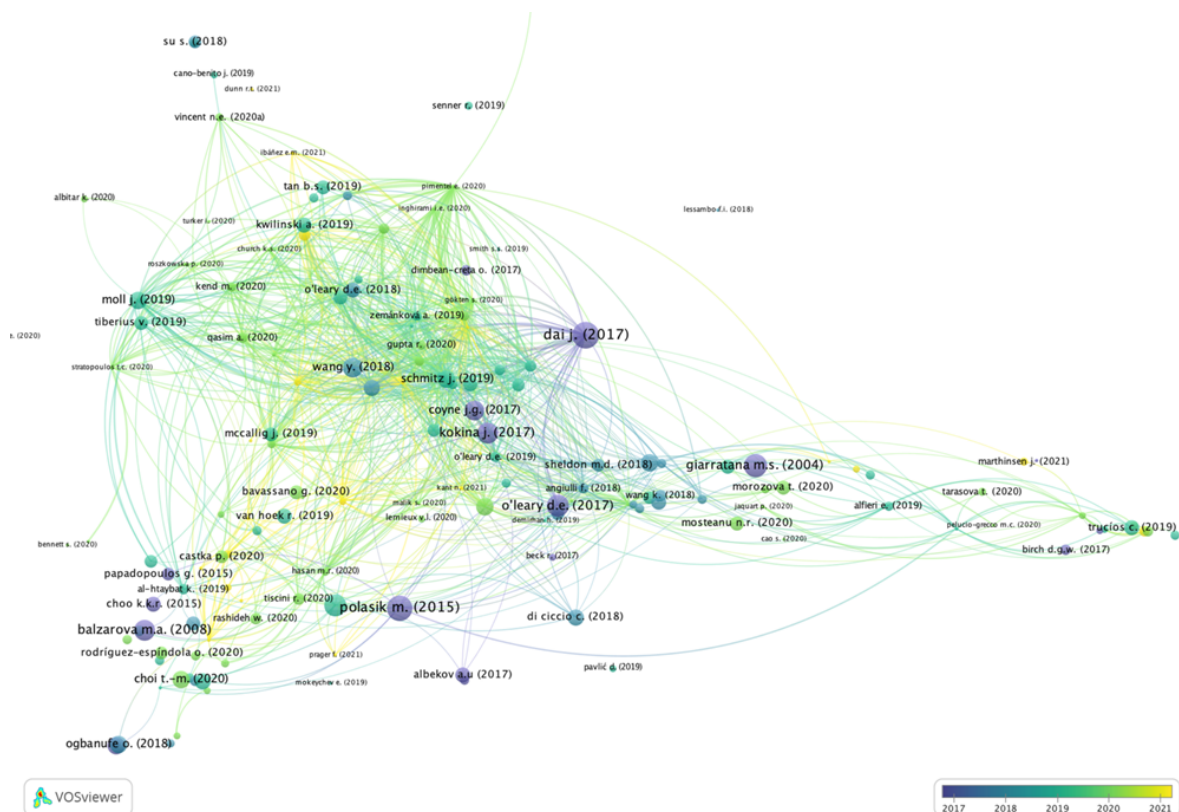 su s. (2018)
cano-benito j. (2019)
dunn r.t. (2021)
senner r. (2019)
vincent n.e. (2020a)
ibáñez e.m. (2021)
tan b.s. (2019)
pimentel e. (2020)
albitar k. (2020)
inghirami i.e. (2020)
lessambo f.i. (2018)
turker i. (2020)
kwilinski a. (2019)
church k.s. (2020)
smith s.a. (2019)
roszkowska p. (2020)
dimbean-creta o. (2017)
kend m. (2020)
o'leary d.e. (2018)
moll j. (2019)
gökten s. (2020)
tiberius v. (2019)
zemánková a. (2019)
dai j. (2017)
e. (2020)
qasim a. (2020)
gupta r. (2020)
stratopoulos t.c. (2020)
wang y. (2018)
schmitz j. (2019)
coyne j.g. (2017)
mccallig j. (2019)
kokina j. (2017)
o'leary d.e. (2019)
sheldon m.d. (2018)
giarratana m.s. (2004)
marthinsen j. (2021)
kant n. (2021)
angiulli f. (2018)
morozova t. (2020)
bavassano g. (2020)
wang k. (2018)
tarasova t. (2020)
malik s. (2020)
o'leary d.e. (2017)
jaquart p. (2020)
alfieri e. (2019)
van hoek r. (2019)
lemieux v.l. (2020)
demirhan h. (2019)
mosteanu n.r. (2020)
pelucio-grecco m.c. (2020)
trucíos c. (2019)
bennett s. (2020)
cao s. (2020)
castka p. (2020)
beck r. (2017)
birch d.g.w. (2017)
papadopoulos g. (2015)
hasan m.r. (2020)
al-htaybat k. (2019)
choo k.k.r. (2015)
tiscini r. (2020)
polasik m. (2015)
rashideh w. (2020)
di ciccio c. (2018)
balzarova m.a. (2008)
rodríguez-espíndola o. (2020)
prager f. (2021)
pavlić d. (2019)
choi t.-m. (2020)
mokeychev e. (2019)
albekov a.u (2017)
ogbanufe o. (2018)
VOSviewer
2017 2018 2019 2020 2021